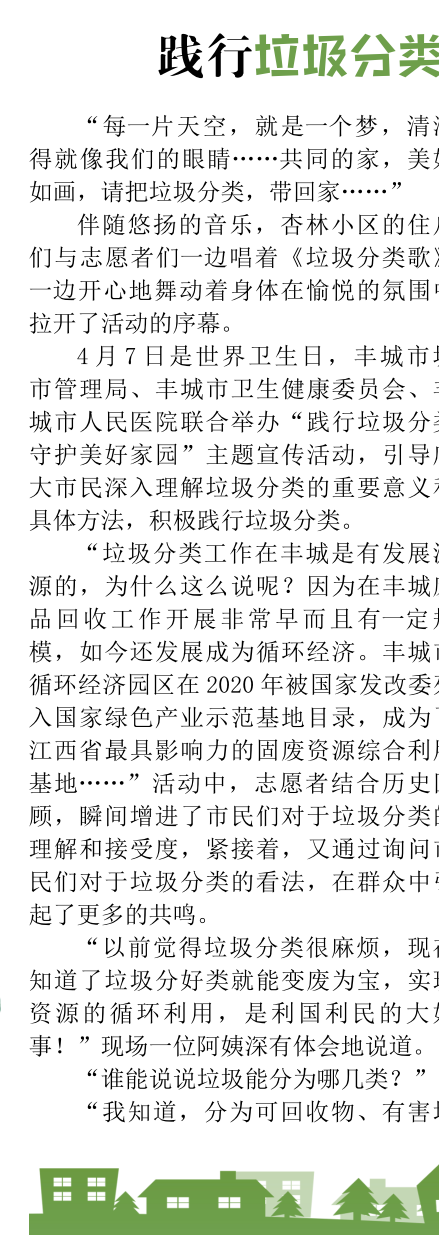 践行垃圾分类
“每一片天空，就是一个梦，清
得就像我们的眼睛……共同的家，美
如画，请把垃圾分类，带回家……”
伴随悠扬的音乐，杏林小区的住
们与志愿者们一边唱着《垃圾分类歌》
一边开心地舞动着身体在愉悦的氛围
拉开了活动的序幕。
4月7日是世界卫生日，丰城市
市管理局、丰城市卫生健康委员会、
城市人民医院联合举办“践行垃圾分
守护美好家园”主题宣传活动，引导
大市民深入理解垃圾分类的重要意义
具体方法，积极践行垃圾分类。
“垃圾分类工作在丰城是有发展
源的，为什么这么说呢？因为在丰城
品回收工作开展非常早而且有一定
模，如今还发展成为循环经济。丰城
循环经济园区在2020年被国家发改委
入国家绿色产业示范基地目录，成为
江西省最具影响力的固废资源综合利
基地……”活动中，志愿者结合历史
顾，瞬间增进了市民们对于垃圾分类
理解和接受度，紧接着，又通过询问
民们对于垃圾分类的看法，在群众中
起了更多的共鸣。
“以前觉得垃圾分类很麻烦，现
知道了垃圾分好类就能变废为宝，实
资源的循环利用，是利国利民的大
事！”现场一位阿姨深有体会地说道。
“谁能说说垃圾能分为哪几类？”
“我知道，分为可回收物、有害